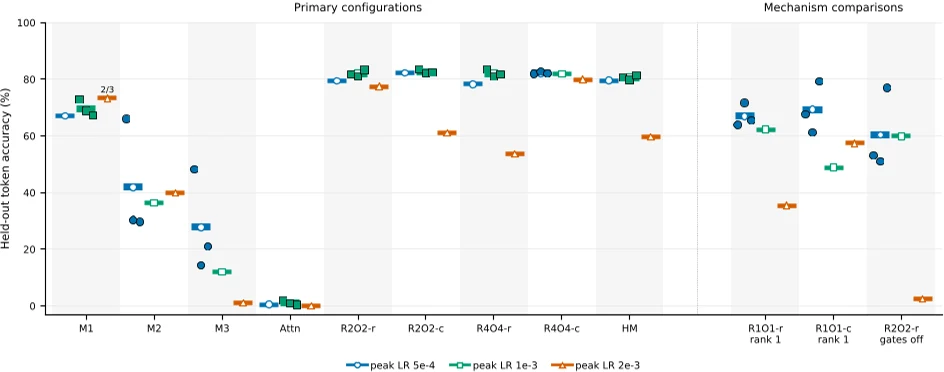 Primary configurations
Mechanism comparisons
Held-out token accuracy (%)
100
80
60
40
20
0
2/3
M1
M2
M3
Attn
R2O2-r
R2O2-c
R4O4-r
R4O4-c
HM
R1O1-r
rank 1
R1O1-c
rank 1
R2O2-r
gates off
peak LR 5e-4
peak LR 1e-3
peak LR 2e-3